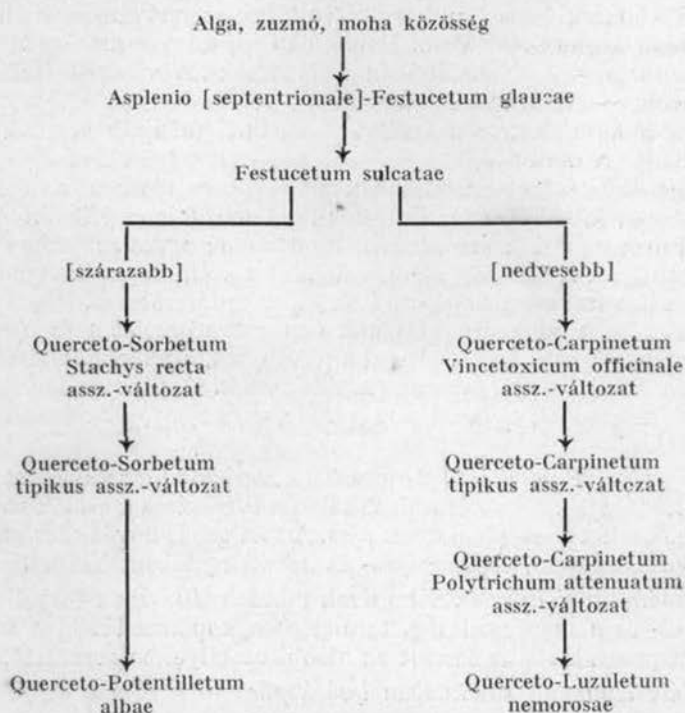 Alga, zuzmó, moha közösség
Asplenio [septentrionale]-Festucetum glaucae
Festucetum sulcatae
[szárazabb]
[nedvesebb]
Querceto-Sorbetum
Stachys recta
assz.-változat
Querceto-Carpinetum
Vincetoxicum officinale
assz.-változat
Querceto-Sorbetum
tipikus assz.-változat
Querceto-Carpinetum
tipikus assz.-változat
Querceto-Carpinetum
Polytrichum attenuatum
assz.-változat
Querceto-Potentilletum
albae
Querceto-Luzuletum
nemorosae